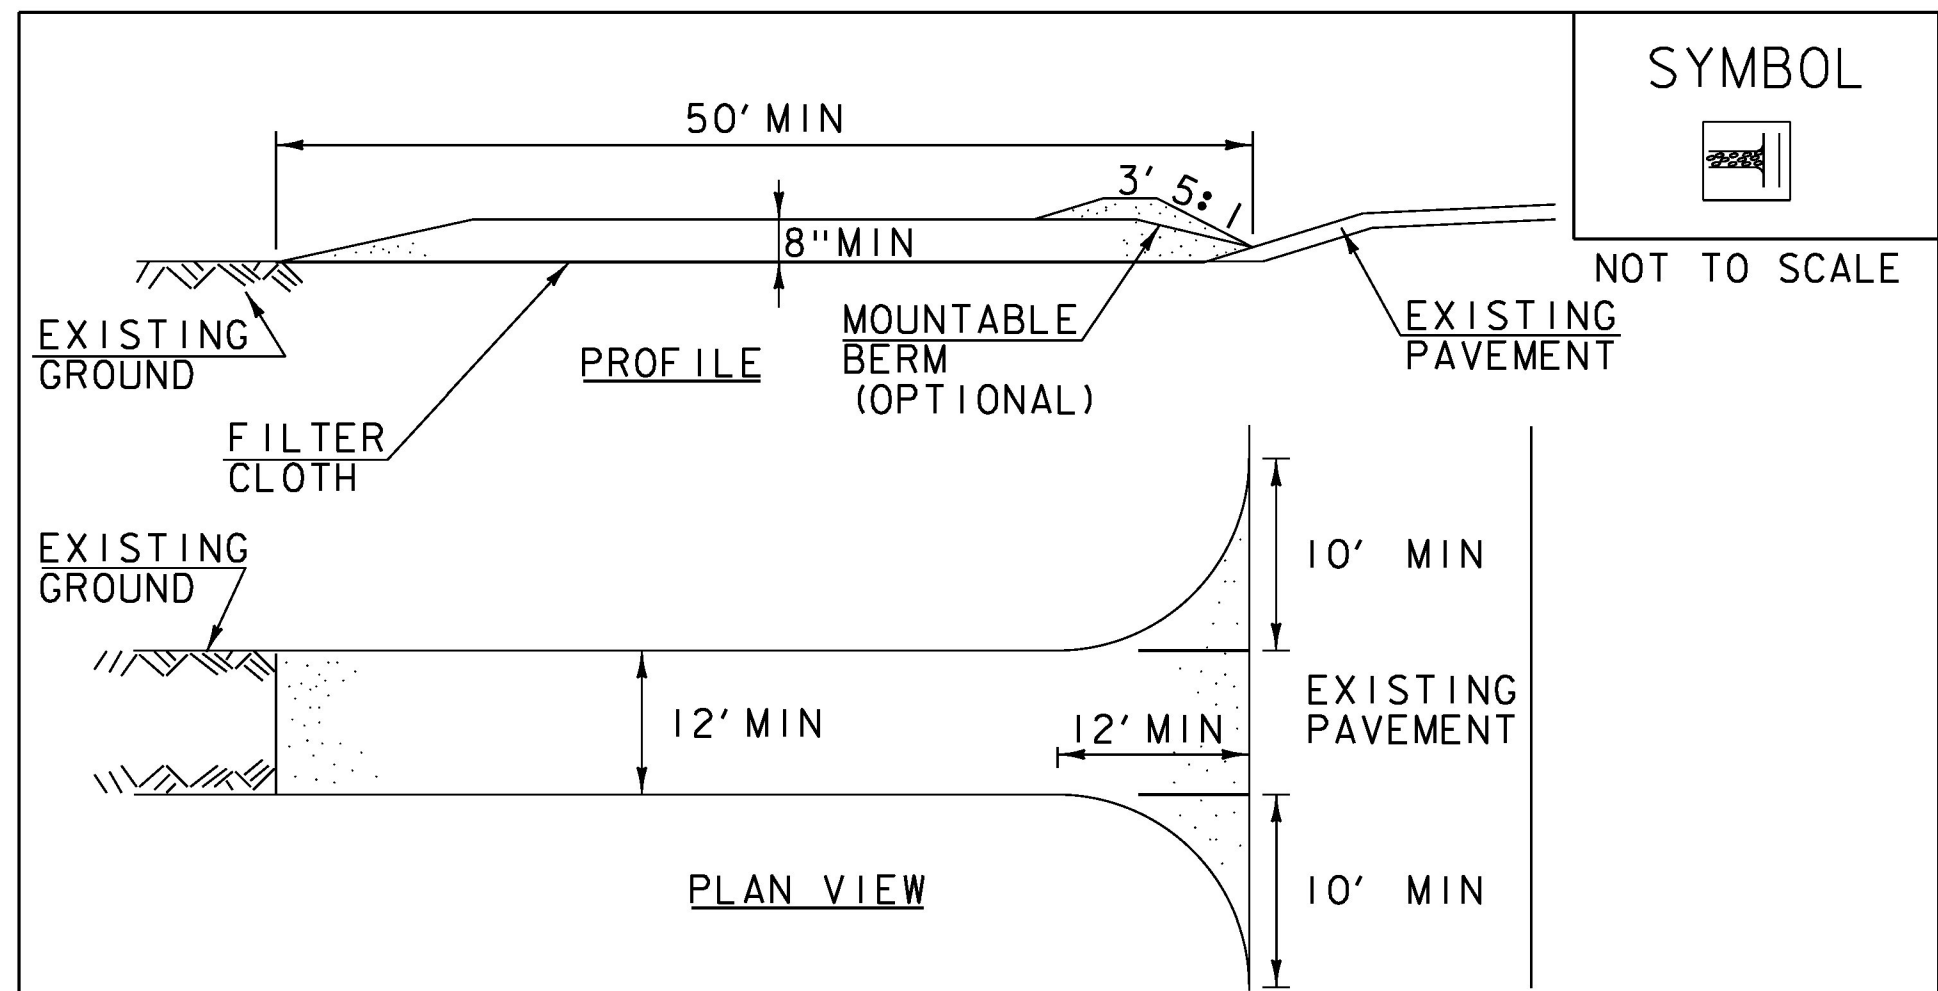 SYMBOL
NOT TO SCALE
50' MIN
3' 5:1
8" MIN
EXISTING
GROUND
PROFILE
MOUNTABLE
BERM
(OPTIONAL)
EXISTING
PAVEMENT
FILTER
CLOTH
EXISTING
GROUND
10' MIN
12' MIN
12' MIN
EXISTING
PAVEMENT
10' MIN
PLAN VIEW